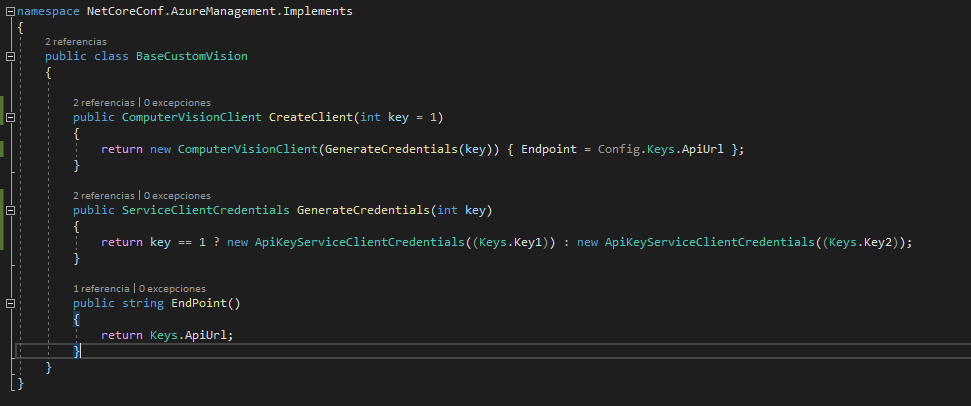 namespace NetCoreConf.AzureManagement.Implements
{
2 referencias
public class BaseCustomVision
{
2 referencias | 0 excepciones
public ComputerVisionClient CreateClient(int key = 1)
{
return new ComputerVisionClient(GenerateCredentials(key)) { Endpoint = Config.Keys.ApiUrl };
}
2 referencias | 0 excepciones
public ServiceClientCredentials GenerateCredentials(int key)
{
return key == 1 ? new ApiKeyServiceClientCredentials((Keys.Key1)) : new ApiKeyServiceClientCredentials((Keys.Key2));
}
1 referencia | 0 excepciones
public string EndPoint()
{
return Keys.ApiUrl;
}
}
}